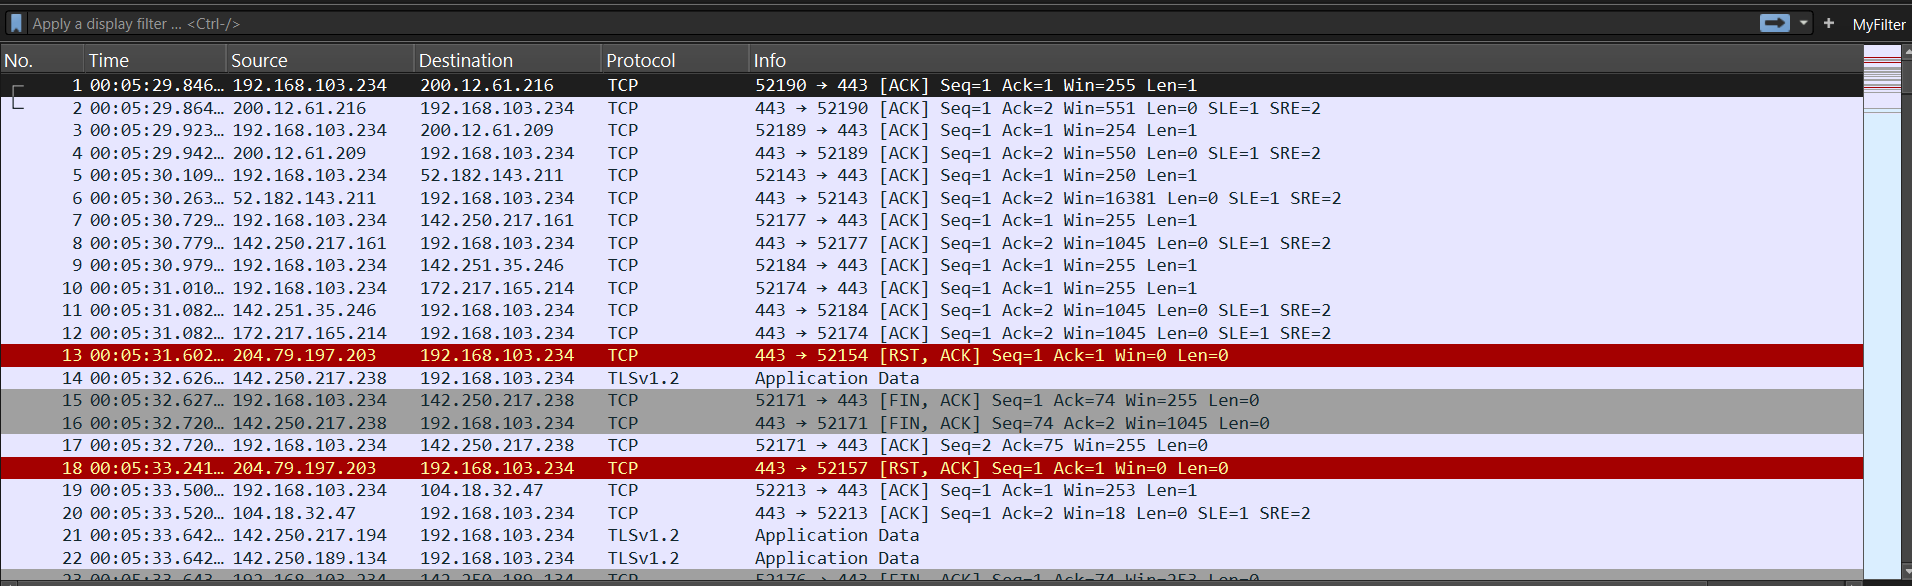 Apply a display filter ... <Ctrl-/>
+ MyFilter
No. Time Source Destination Protocol Info
1 00:05:29.846… 192.168.103.234 200.12.61.216 TCP 52190 → 443 [ACK] Seq=1 Ack=1 Win=255 Len=1
2 00:05:29.864… 200.12.61.216 192.168.103.234 TCP 443 → 52190 [ACK] Seq=1 Ack=2 Win=551 Len=0 SLE=1 SRE=2
3 00:05:29.923… 192.168.103.234 200.12.61.209 TCP 52189 → 443 [ACK] Seq=1 Ack=1 Win=254 Len=1
4 00:05:29.942… 200.12.61.209 192.168.103.234 TCP 443 → 52189 [ACK] Seq=1 Ack=2 Win=550 Len=0 SLE=1 SRE=2
5 00:05:30.109… 192.168.103.234 52.182.143.211 TCP 52143 → 443 [ACK] Seq=1 Ack=1 Win=250 Len=1
6 00:05:30.263… 52.182.143.211 192.168.103.234 TCP 443 → 52143 [ACK] Seq=1 Ack=2 Win=16381 Len=0 SLE=1 SRE=2
7 00:05:30.729… 192.168.103.234 142.250.217.161 TCP 52177 → 443 [ACK] Seq=1 Ack=1 Win=255 Len=1
8 00:05:30.779… 142.250.217.161 192.168.103.234 TCP 443 → 52177 [ACK] Seq=1 Ack=2 Win=1045 Len=0 SLE=1 SRE=2
9 00:05:30.979… 192.168.103.234 142.251.35.246 TCP 52184 → 443 [ACK] Seq=1 Ack=1 Win=255 Len=1
10 00:05:31.010… 192.168.103.234 172.217.165.214 TCP 52174 → 443 [ACK] Seq=1 Ack=1 Win=255 Len=1
11 00:05:31.082… 142.251.35.246 192.168.103.234 TCP 443 → 52184 [ACK] Seq=1 Ack=2 Win=1045 Len=0 SLE=1 SRE=2
12 00:05:31.082… 172.217.165.214 192.168.103.234 TCP 443 → 52174 [ACK] Seq=1 Ack=2 Win=1045 Len=0 SLE=1 SRE=2
13 00:05:31.602… 204.79.197.203 192.168.103.234 TCP 443 → 52154 [RST, ACK] Seq=1 Ack=1 Win=0 Len=0
14 00:05:32.626… 142.250.217.238 192.168.103.234 TLSv1.2 Application Data
15 00:05:32.627… 192.168.103.234 142.250.217.238 TCP 52171 → 443 [FIN, ACK] Seq=1 Ack=74 Win=255 Len=0
16 00:05:32.720… 142.250.217.238 192.168.103.234 TCP 443 → 52171 [FIN, ACK] Seq=74 Ack=2 Win=1045 Len=0
17 00:05:32.720… 192.168.103.234 142.250.217.238 TCP 52171 → 443 [ACK] Seq=2 Ack=75 Win=255 Len=0
18 00:05:33.241… 204.79.197.203 192.168.103.234 TCP 443 → 52157 [RST, ACK] Seq=1 Ack=1 Win=0 Len=0
19 00:05:33.500… 192.168.103.234 104.18.32.47 TCP 52213 → 443 [ACK] Seq=1 Ack=1 Win=253 Len=1
20 00:05:33.520… 104.18.32.47 192.168.103.234 TCP 443 → 52213 [ACK] Seq=1 Ack=2 Win=18 Len=0 SLE=1 SRE=2
21 00:05:33.642… 142.250.217.194 192.168.103.234 TLSv1.2 Application Data
22 00:05:33.642… 142.250.189.134 192.168.103.234 TLSv1.2 Application Data
23 00:05:33.643… 192.168.103.234 142.250.189.134 TCP 52176 → 443 [FIN, ACK] Seq=1 Ack=74 Win=253 Len=0